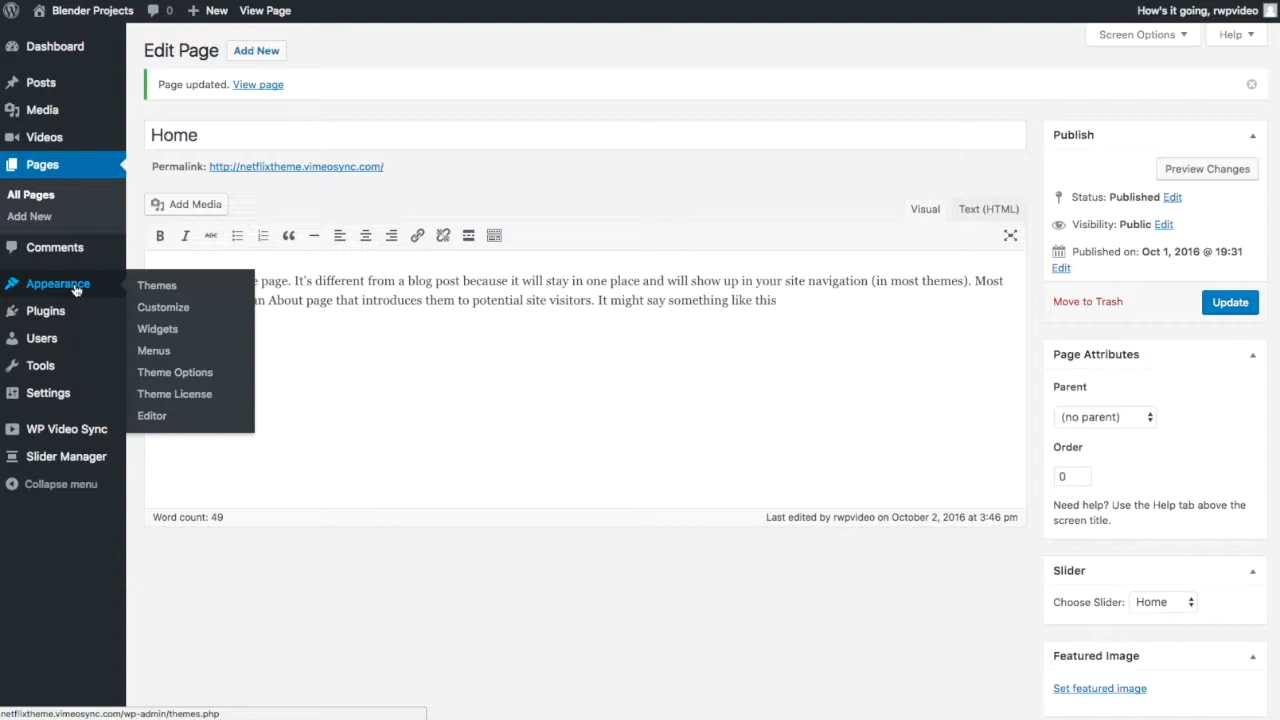 Blender Projects 0 + New View Page How's it going, rwpvideo
Dashboard
Posts
Media
Videos
Pages
All Pages
Add New
Comments
Appearance
Plugins
Users
Tools
Settings
WP Video Sync
Slider Manager
Collapse menu
Themes
Customize
Widgets
Menus
Theme Options
Theme License
Editor
Screen Options Help
Edit Page Add New
Page updated. View page
Home
Permalink: http://netflixtheme.vimeosync.com/
Add Media
Visual Text (HTML)
B I ABC
page. It's different from a blog post because it will stay in one place and will show up in your site navigation (in most themes). Most
an About page that introduces them to potential site visitors. It might say something like this
Word count: 49 Last edited by rwpvideo on October 2, 2016 at 3:46 pm
Publish
Preview Changes
Status: Published Edit
Visibility: Public Edit
Published on: Oct 1, 2016 @ 19:31
Edit
Move to Trash Update
Page Attributes
Parent
(no parent)
Order
0
Need help? Use the Help tab above the
screen title.
Slider
Choose Slider: Home
Featured Image
Set featured image
netflixtheme.vimeosync.com/wp-admin/themes.php